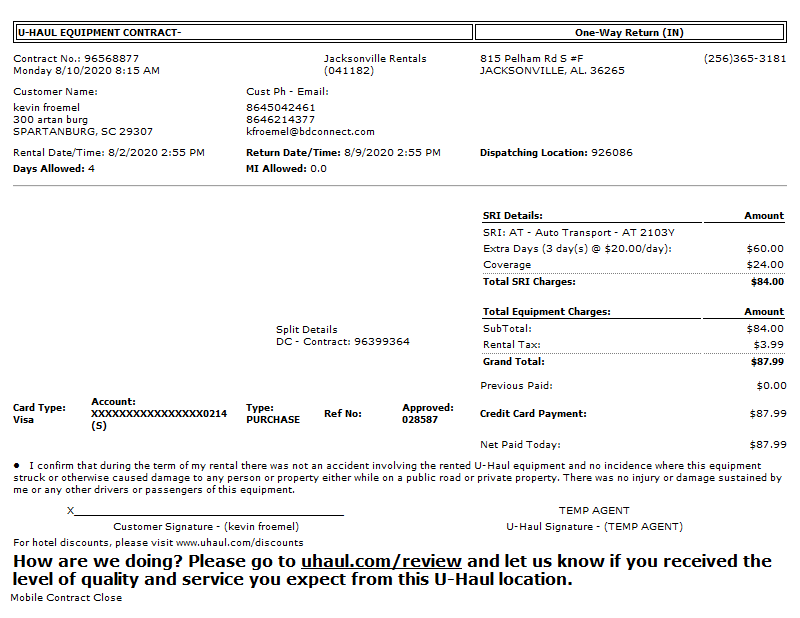 U-HAUL EQUIPMENT CONTRACT-
One-Way Return (IN)
Contract No.: 96568877
Monday 8/10/2020 8:15 AM
Jacksonville Rentals
(041182)
815 Pelham Rd S #F
JACKSONVILLE, AL. 36265
(256)365-3181
Customer Name:
kevin froemel
300 artan burg
SPARTANBURG, SC 29307
Cust Ph - Email:
8645042461
8646214377
kfroemel@bdconnect.com
Rental Date/Time: 8/2/2020 2:55 PM
Return Date/Time: 8/9/2020 2:55 PM
Dispatching Location: 926086
Days Allowed: 4
MI Allowed: 0.0
SRI Details: Amount
SRI: AT - Auto Transport - AT 2103Y
Extra Days (3 day(s) @ $20.00/day): $60.00
Coverage $24.00
Total SRI Charges: $84.00
Total Equipment Charges: Amount
SubTotal: $84.00
Rental Tax: $3.99
Grand Total: $87.99
Split Details
DC - Contract: 96399364
Previous Paid: $0.00
Card Type:
Visa
Account:
XXXXXXXXXXXXXXXX0214
(S)
Type:
PURCHASE
Ref No:
Approved:
028587
Credit Card Payment: $87.99
Net Paid Today: $87.99
● I confirm that during the term of my rental there was not an accident involving the rented U-Haul equipment and no incidence where this equipment
struck or otherwise caused damage to any person or property either while on a public road or private property. There was no injury or damage sustained by
me or any other drivers or passengers of this equipment.
X
Customer Signature - (kevin froemel)
TEMP AGENT
U-Haul Signature - (TEMP AGENT)
For hotel discounts, please visit www.uhaul.com/discounts
How are we doing? Please go to uhaul.com/review and let us know if you received the
level of quality and service you expect from this U-Haul location.
Mobile Contract Close